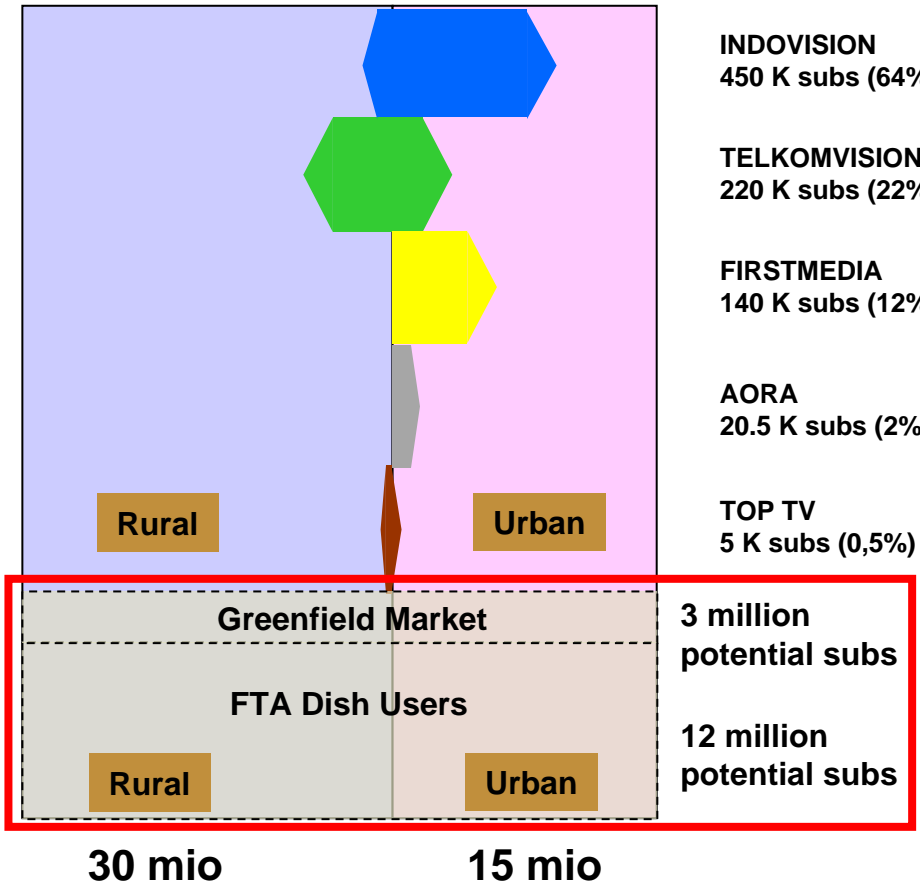 INDOVISION
450 K subs (64%
TELKOMVISION
220 K subs (22%
FIRSTMEDIA
140 K subs (12%
AORA
20.5 K subs (2%
Rural
Urban
TOP TV
5 K subs (0,5%)
Greenfield Market
3 million
potential subs
FTA Dish Users
12 million
potential subs
Rural
Urban
30 mio
15 mio